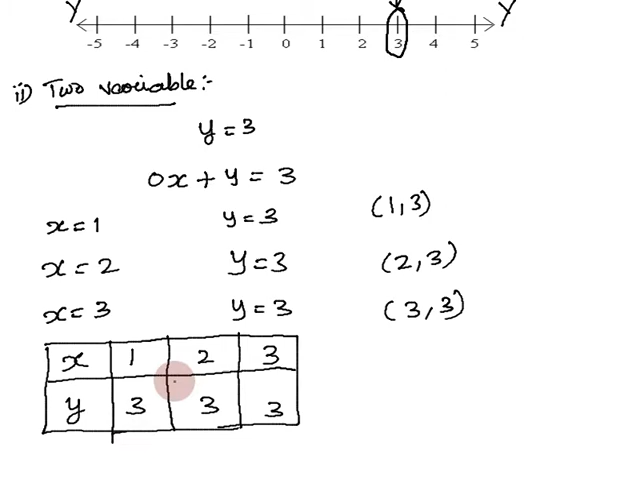 y y y
-5 -4 -3 -2 -1 0 1 2 3 4 5
ii) Two variable:-
y = 3
0x + y = 3
x = 1 y = 3 (1,3)
x = 2 y = 3 (2,3)
x = 3 y = 3 (3,3)
x 1 2 3
y 3 3 3